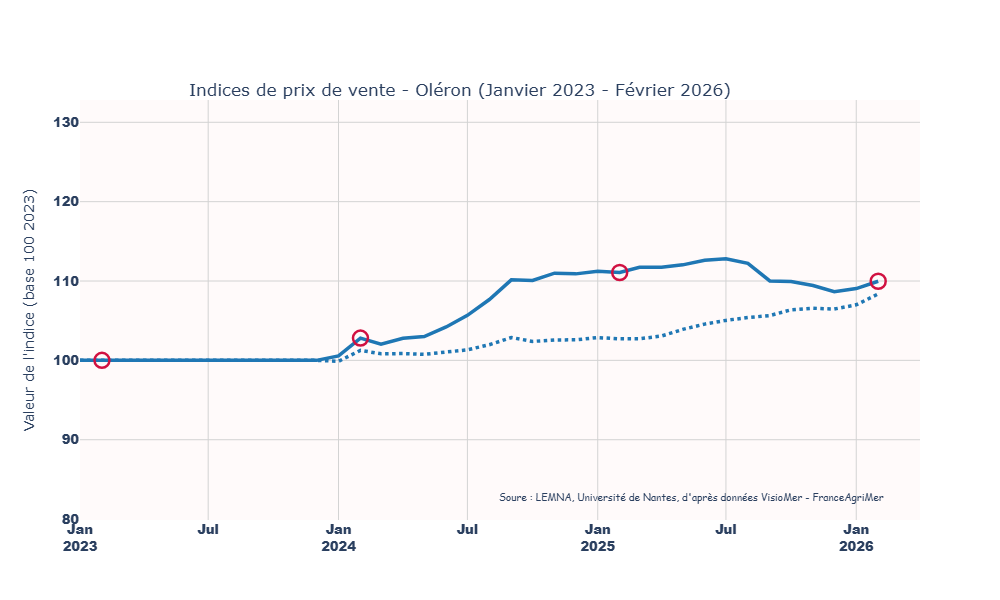 Indices de prix de vente - Oléron (Janvier 2023 - Février 2026)
Valeur de l'indice (base 100 2023)
130
120
110
100
90
80
Soure : LEMNA, Université de Nantes, d'après données VisioMer - FranceAgriMer
Jan Jul Jan Jul Jan Jul Jan
2023 2024 2025 2026